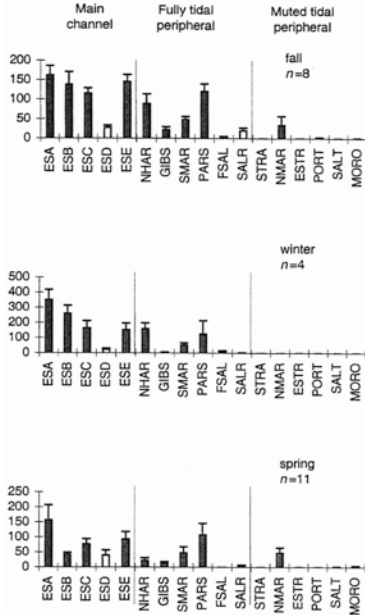 Main channel
Fully tidal peripheral
Muted tidal peripheral
fall
n=8
200
150
100
50
0
ESA ESB ESC ESD ESE NHAR GIBS SMAR PARS FSAL SALR STRA NMAR ESTR PORT SALT MORO
winter
n=4
500
400
300
200
100
0
ESA ESB ESC ESD ESE NHAR GIBS SMAR PARS FSAL SALR STRA NMAR ESTR PORT SALT MORO
spring
n=11
250
200
150
100
50
0
ESA ESB ESC ESD ESE NHAR GIBS SMAR PARS FSAL SALR STRA NMAR ESTR PORT SALT MORO